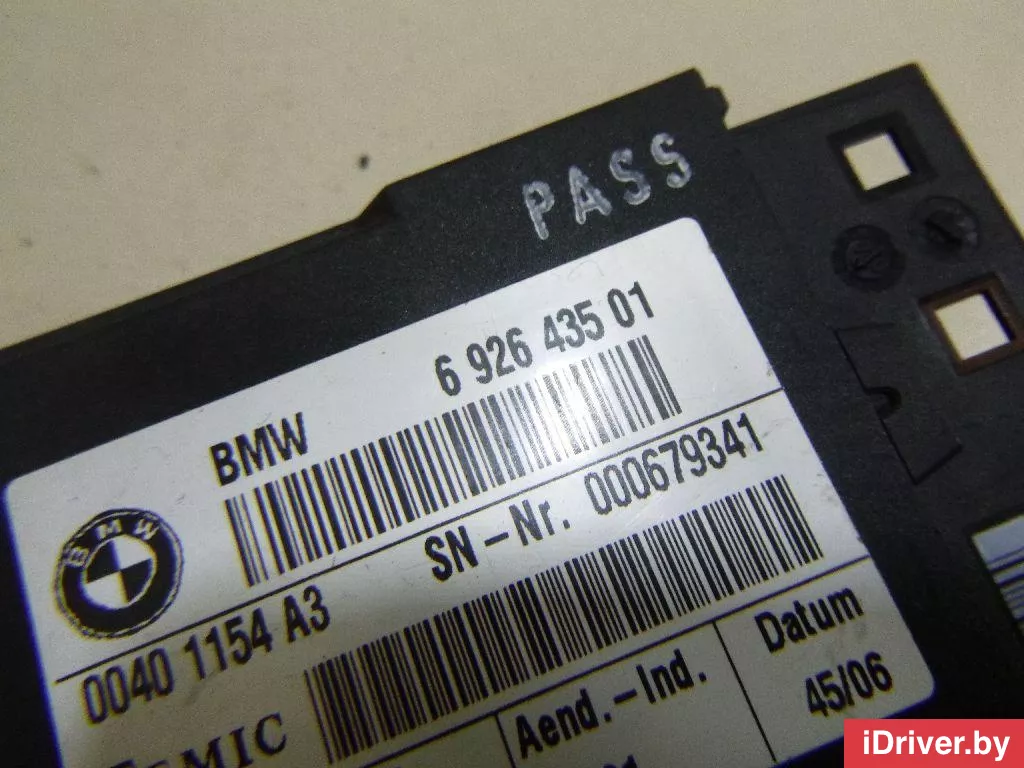 PASS
BMW 6 926 435 01
BMW
SN-Nr. 000679341
0040 1154 A3
Aend.-Ind.
Datum
45/06
iDriver.by